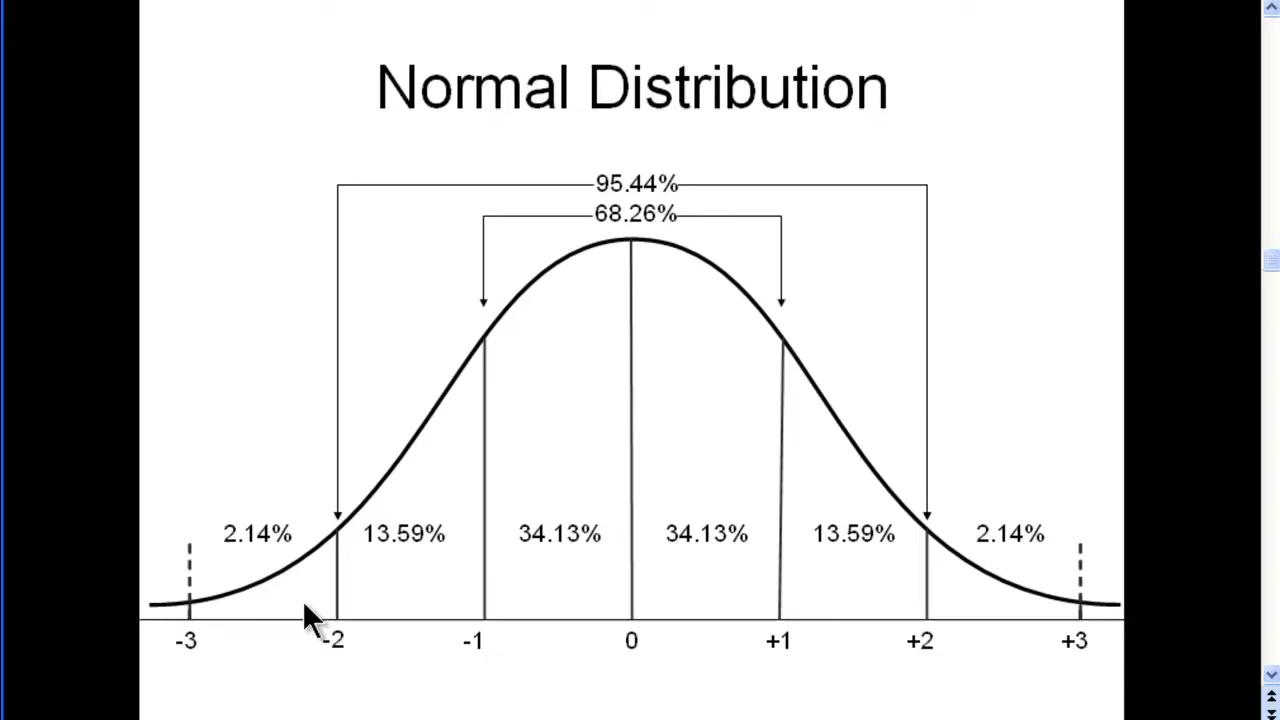 Normal Distribution
95.44%
68.26%
2.14% 13.59% 34.13% 34.13% 13.59% 2.14%
-3 -2 -1 0 +1 +2 +3